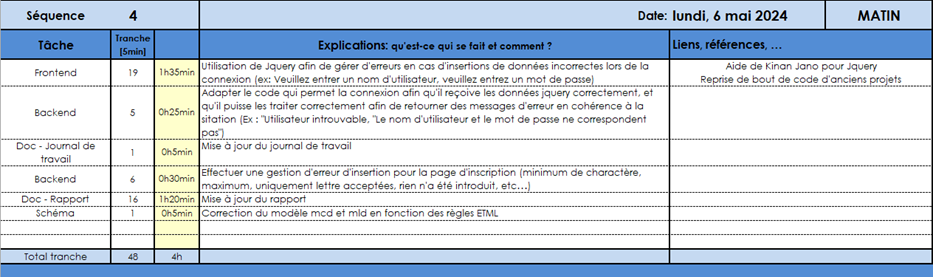 Séquence 4 Date: lundi, 6 mai 2024 MATIN
Tâche Tranche [5min] Explications: qu'est-ce qui se fait et comment ? Liens, références, …
Frontend 19 1h35min Utilisation de Jquery afin de gérer d'erreurs en cas d'insertions de données incorrectes lors de la
connexion (ex: Veuillez entrer un nom d'utilisateur, veuillez entrez un mot de passe)
Aide de Kinan Jano pour Jquery
Reprise de bout de code d'anciens projets
Backend 5 0h25min Adapter le code qui permet la connexion afin qu'il reçoive les données jquery correctement, et
qu'il puisse les traiter correctement afin de retourner des messages d'erreur en cohérence à la
sitation (Ex : "Utilisateur introuvable, "Le nom d'utilisateur et le mot de passe ne correspondent
pas")
Doc - Journal de
travail 1 0h5min Mise à jour du journal de travail
Backend 6 0h30min Effectuer une gestion d'erreur d'insertion pour la page d'inscription (minimum de charactère,
maximum, uniquement lettre acceptées, rien n'a été introduit, etc…)
Doc - Rapport 16 1h20min Mise à jour du rapport
Schéma 1 0h5min Correction du modèle mcd et mld en fonction des règles ETML
Total tranche 48 4h